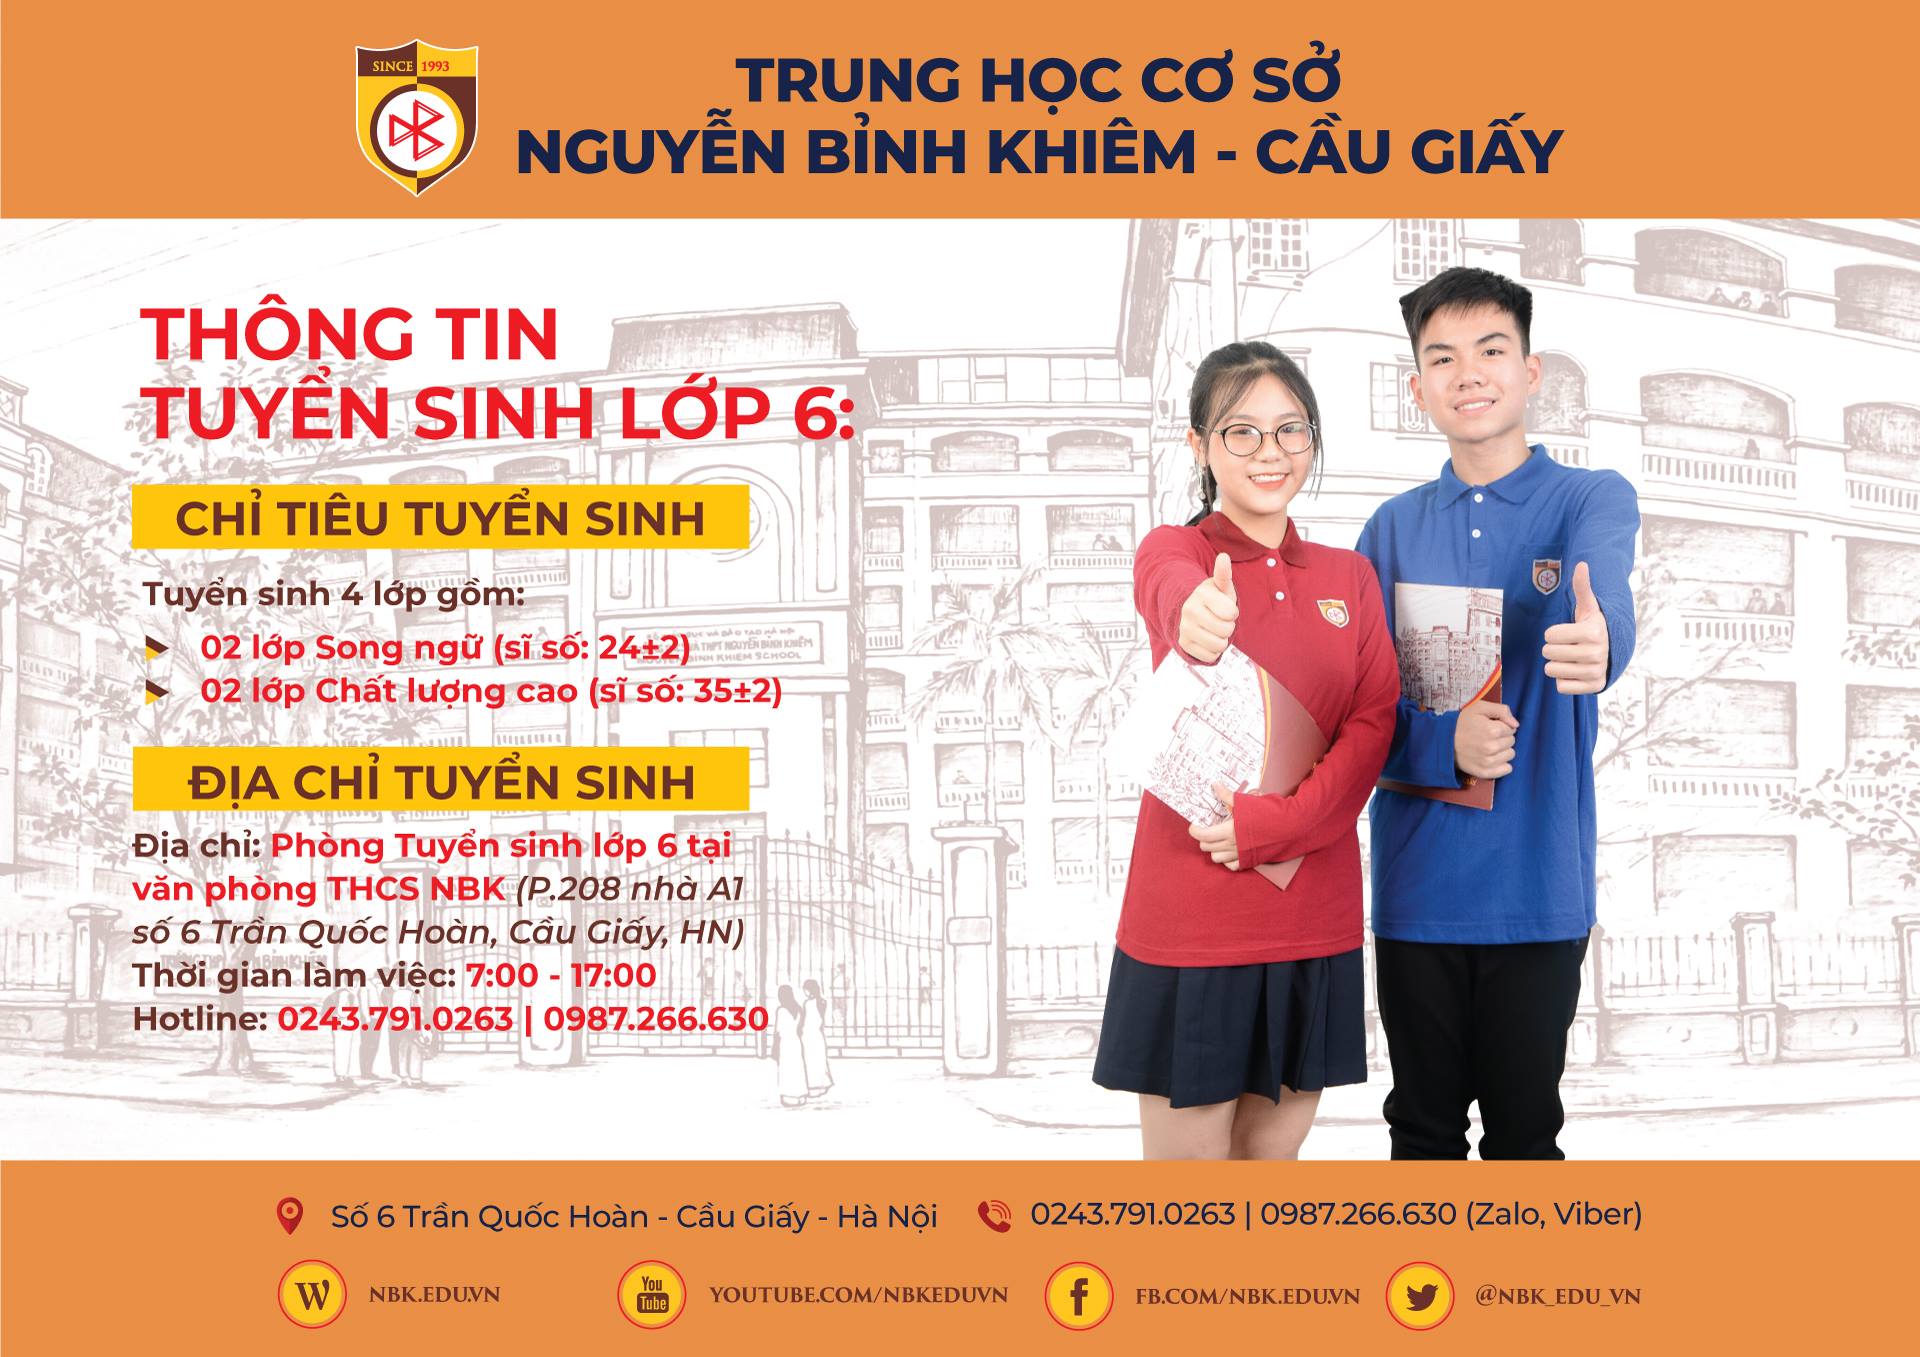 SINCE 1993
TRUNG HỌC CƠ SỞ
NGUYỄN BỈNH KHIÊM - CẦU GIẤY
THÔNG TIN
TUYỂN SINH LỚP 6:
CHỈ TIÊU TUYỂN SINH
Tuyển sinh 4 lớp gồm:
02 lớp Song ngữ (sĩ số: 24±2)
02 lớp Chất lượng cao (sĩ số: 35±2)
ĐỊA CHỈ TUYỂN SINH
Địa chỉ: Phòng Tuyển sinh lớp 6 tại
văn phòng THCS NBK (P.208 nhà A1
số 6 Trần Quốc Hoàn, Cầu Giấy, HN)
Thời gian làm việc: 7:00 - 17:00
Hotline: 0243.791.0263 | 0987.266.630
Số 6 Trần Quốc Hoàn - Cầu Giấy - Hà Nội 0243.791.0263 | 0987.266.630 (Zalo, Viber)
W NBK.EDU.VN You Tube YOUTUBE.COM/NBKEDUVN f FB.COM/NBK.EDU.VN @NBK_EDU_VN